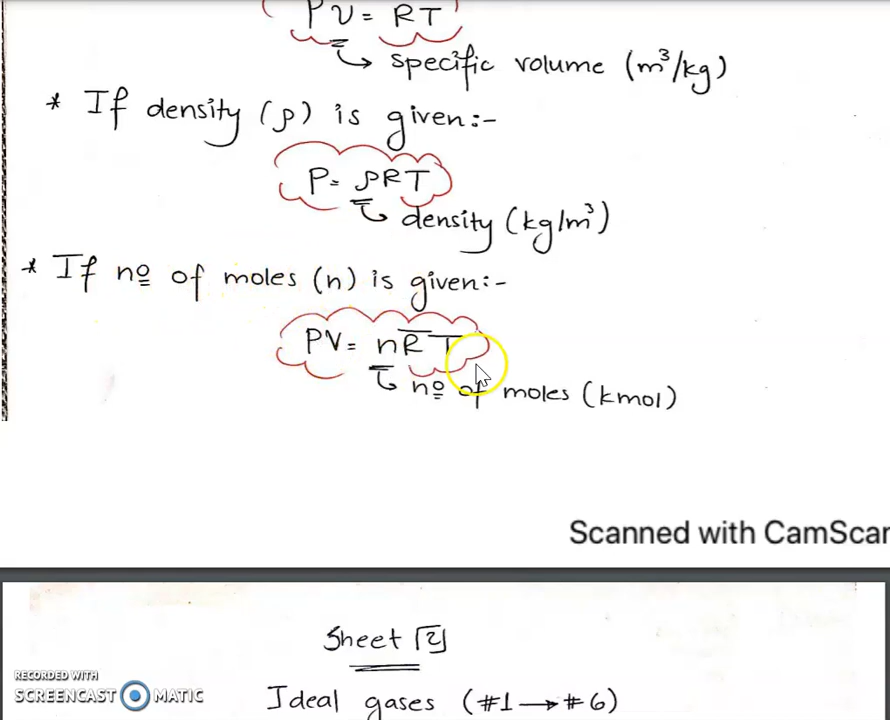 Pv = RT
↳ specific volume (m³/kg)
* If density (ρ) is given:-
P = ρRT
↳ density (kg/m³)
* If nº of moles (n) is given:-
PV = nR̅T
↳ nº of moles (kmol)
Scanned with CamScan
Sheet [2]
Ideal gases (#1 → #6)
RECORDED WITH
SCREENCAST MATIC